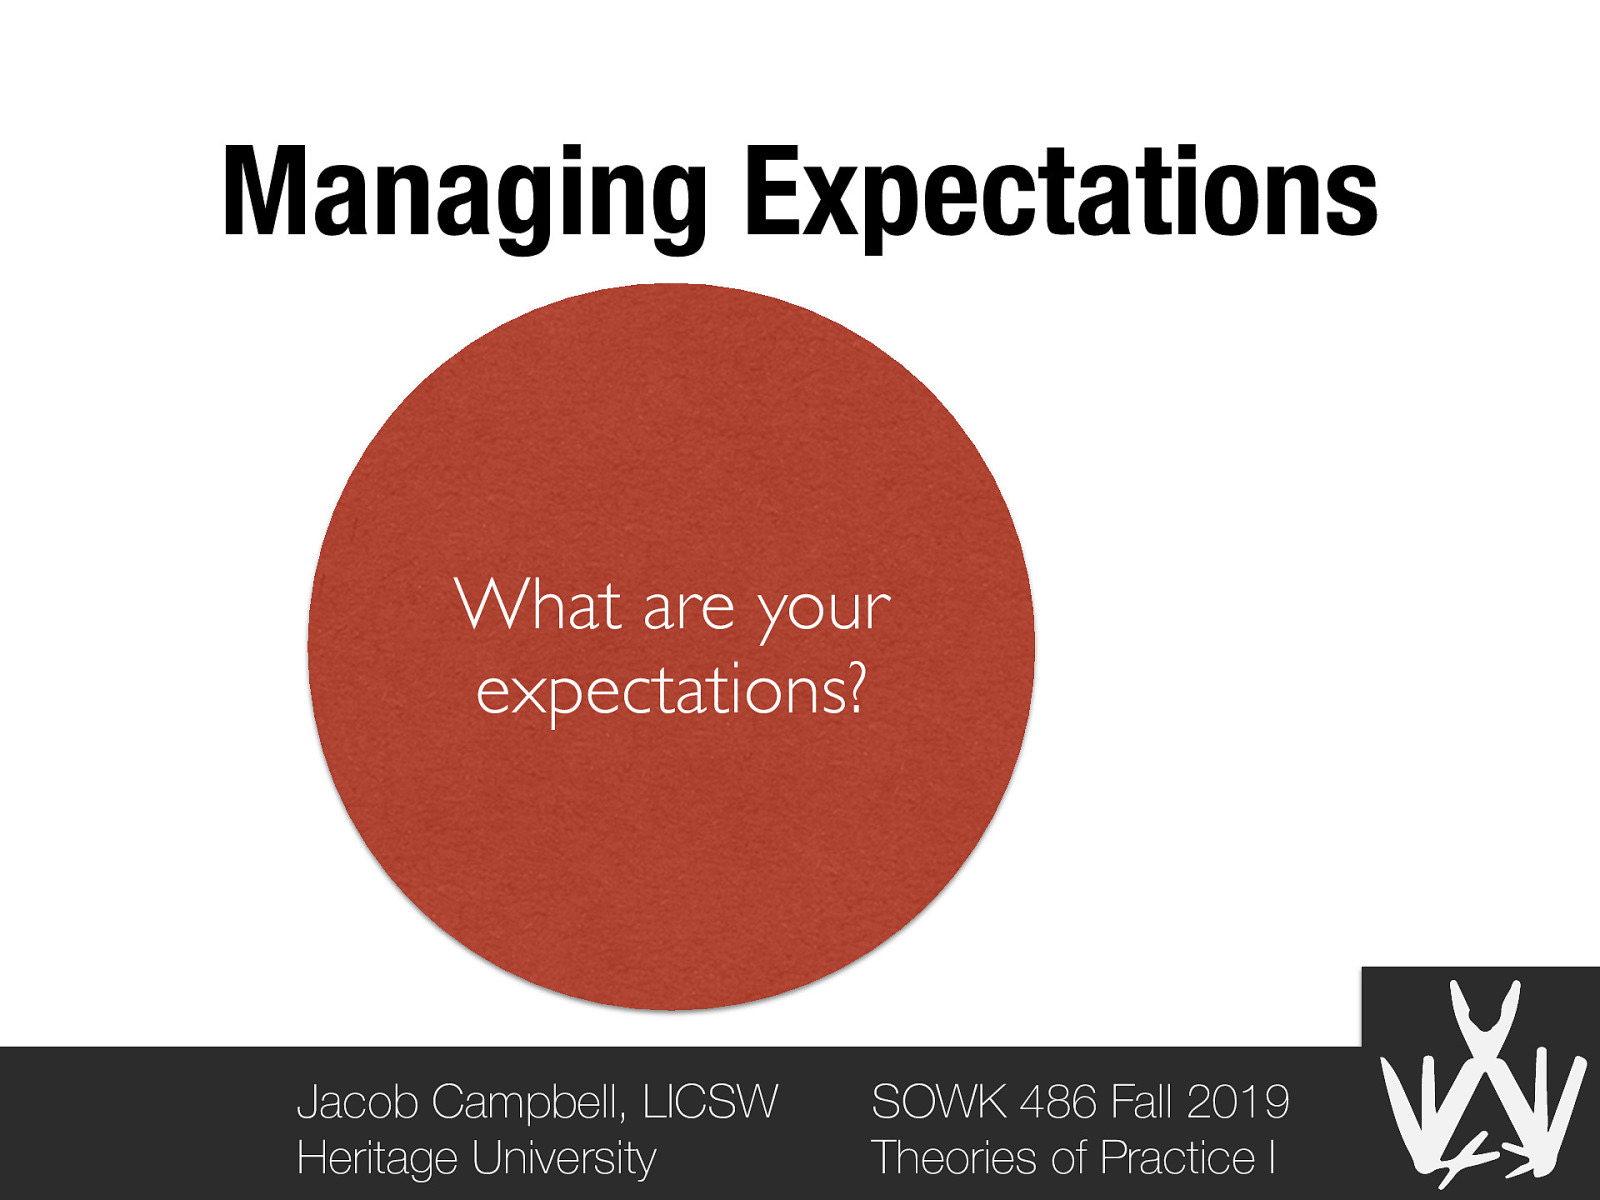 Managing Expectations
What are your
expectations?
Jacob Campbell, LICSW
Heritage University
SOWK 486 Fall 2019
Theories of Practice I